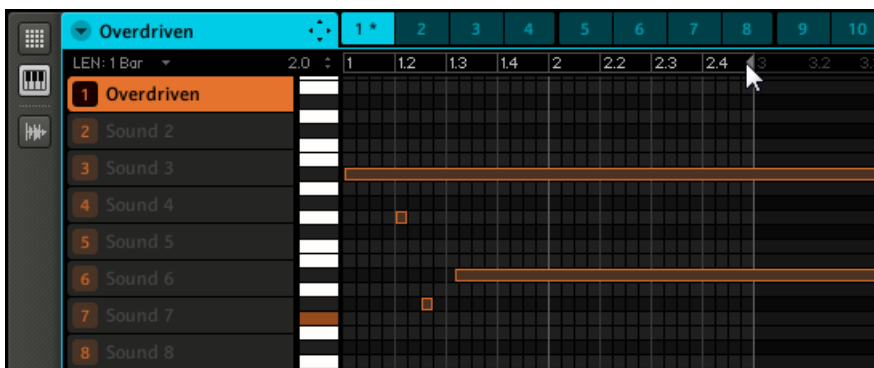 Overdriven 1 * 2 3 4 5 6 7 8 9 10
LEN: 1 Bar 2.0 1 1.2 1.3 1.4 2 2.2 2.3 2.4 3 3.2
1 Overdriven
2 Sound 2
3 Sound 3
4 Sound 4
5 Sound 5
6 Sound 6
7 Sound 7
8 Sound 8